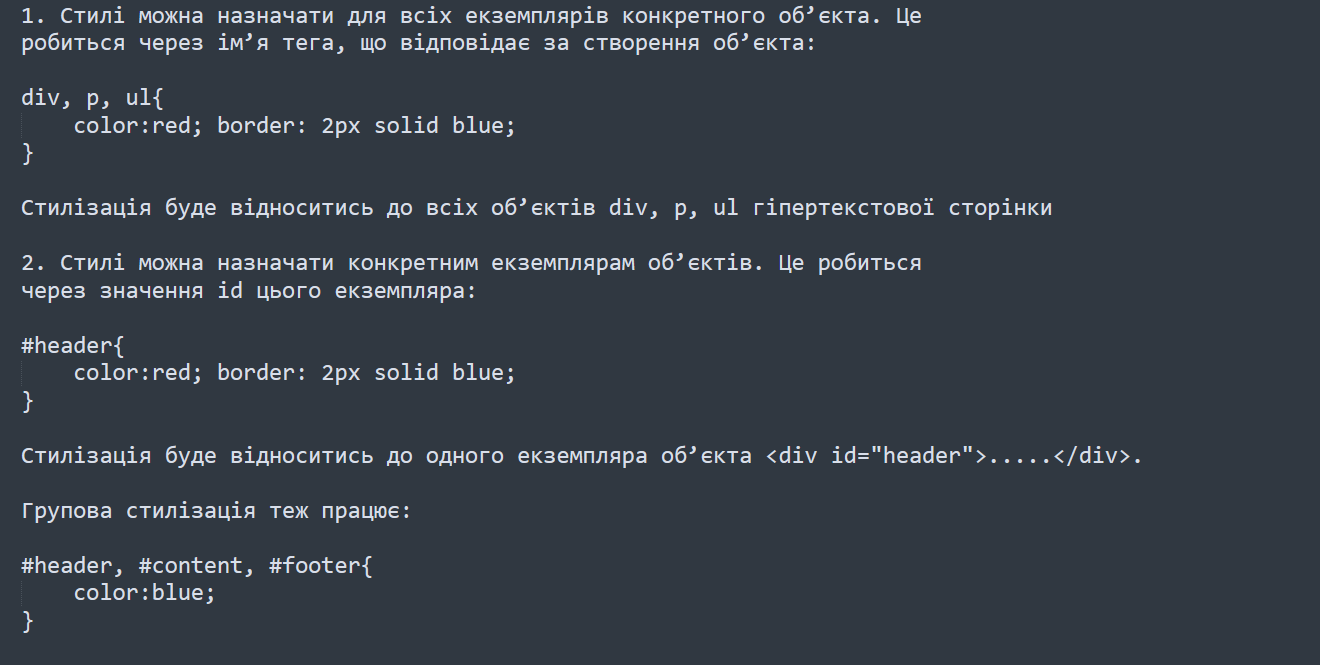 1. Стилі можна назначати для всіх екземплярів конкретного об’єкта. Це
робиться через ім’я тега, що відповідає за створення об’єкта:
div, p, ul{
color:red; border: 2px solid blue;
}
Стилізація буде відноситись до всіх об’єктів div, p, ul гіпертекстової сторінки
2. Стилі можна назначати конкретним екземплярам об’єктів. Це робиться
через значення id цього екземпляра:
#header{
color:red; border: 2px solid blue;
}
Стилізація буде відноситись до одного екземпляра об’єкта <div id="header">.....</div>.
Групова стилізація теж працює:
#header, #content, #footer{
color:blue;
}